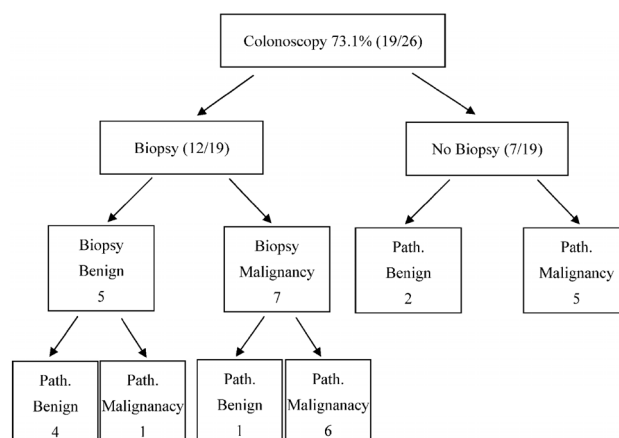 Colonoscopy 73.1% (19/26)
Biopsy (12/19)
No Biopsy (7/19)
Biopsy
Benign
5
Biopsy
Malignancy
7
Path.
Benign
2
Path.
Malignancy
5
Path.
Benign
4
Path.
Malignanacy
1
Path.
Benign
1
Path.
Malignanacy
6